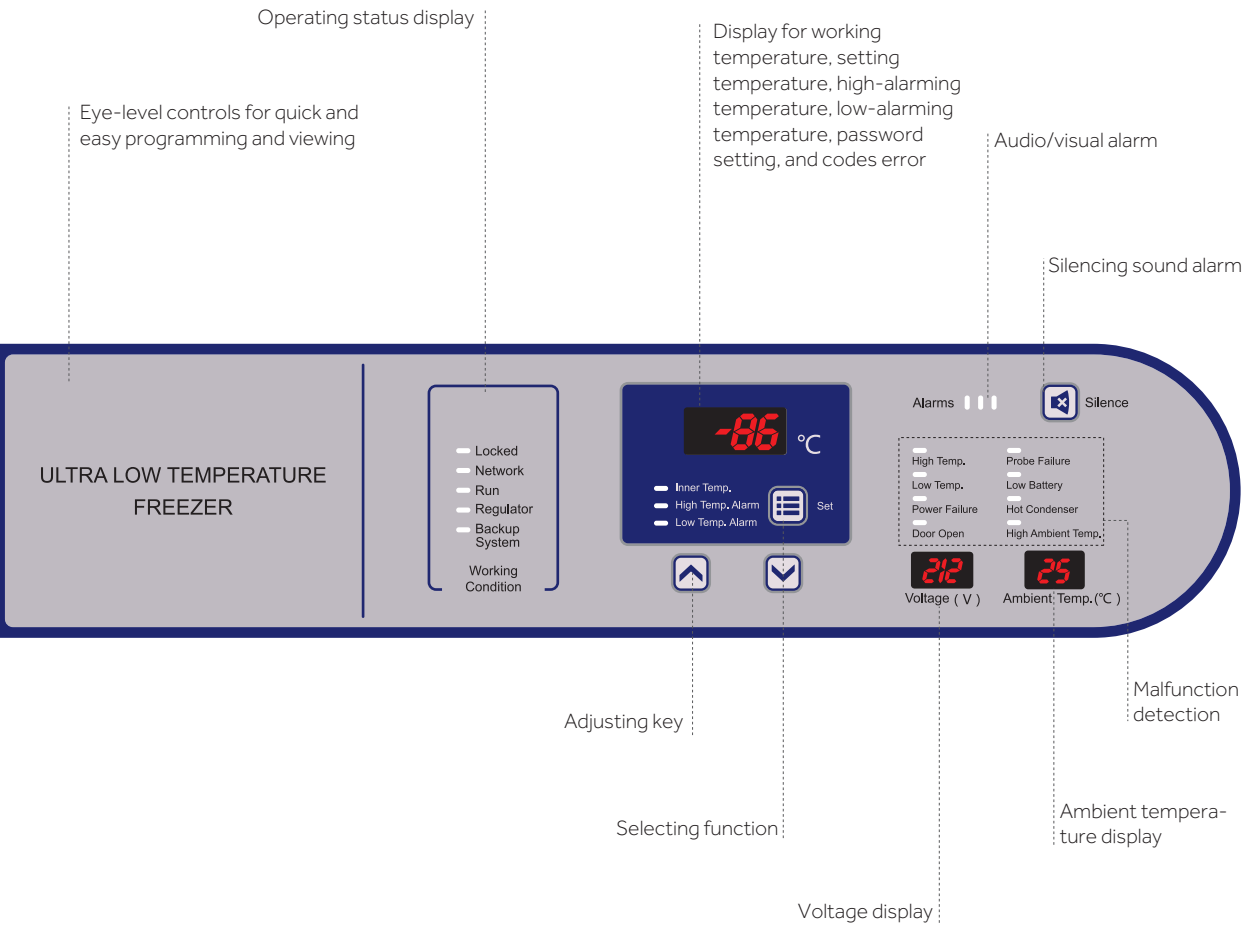 Operating status display
Display for working
temperature, setting
temperature, high-alarming
temperature, low-alarming
temperature, password
setting, and codes error
Eye-level controls for quick and
easy programming and viewing
Audio/visual alarm
Silencing sound alarm
ULTRA LOW TEMPERATURE
FREEZER
Locked
Network
Run
Regulator
Backup
System
Working
Condition
-86 °C
Inner Temp.
High Temp. Alarm
Low Temp. Alarm
Set
Alarms
Silence
High Temp.
Probe Failure
Low Temp.
Low Battery
Power Failure
Hot Condenser
Door Open
High Ambient Temp.
212
25
Voltage ( V )
Ambient Temp.(°C )
Malfunction
detection
Adjusting key
Ambient tempera-
ture display
Selecting function
Voltage display